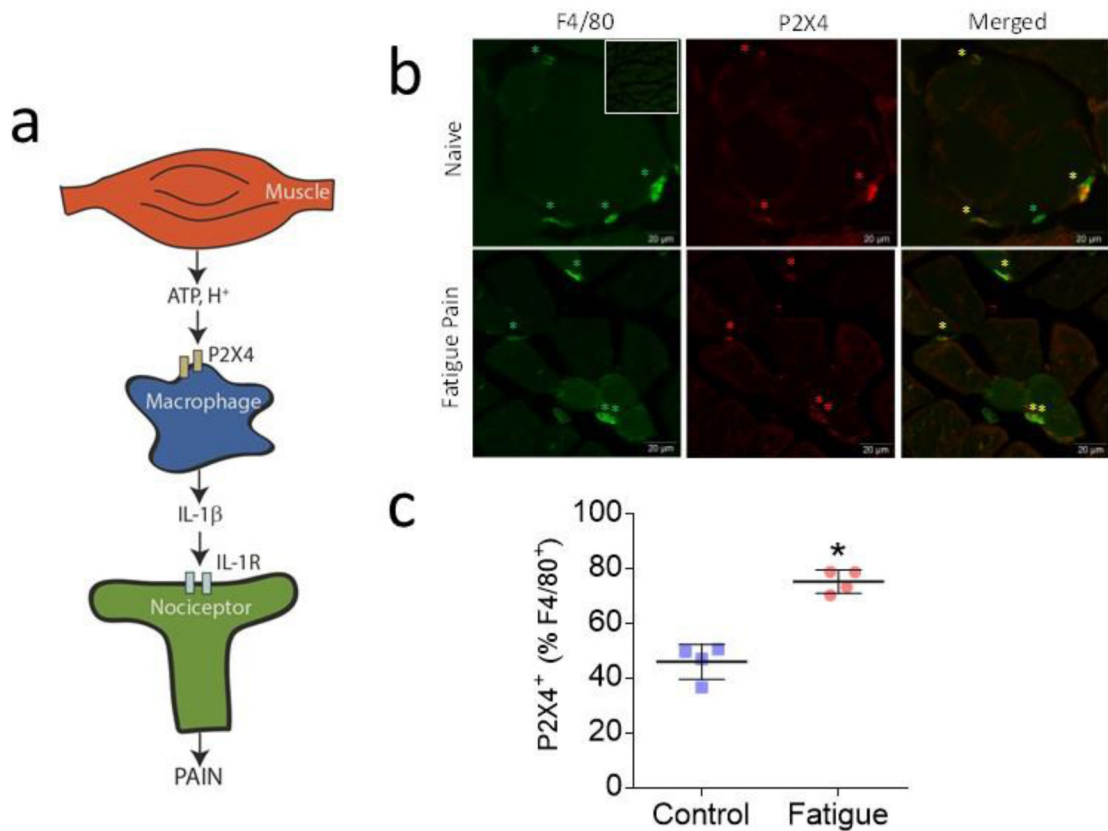 a
Muscle
ATP, H⁺
P2X4
Macrophage
IL-1β
IL-1R
Nociceptor
PAIN
b
F4/80 P2X4 Merged
Naive
* * * * * * * * * * *
20 µm 20 µm 20 µm
Fatigue Pain
* * ** * * ** * * **
20 µm 20 µm 20 µm
c
P2X4⁺ (% F4/80⁺)
100
80
60
40
20
0
*
Control Fatigue